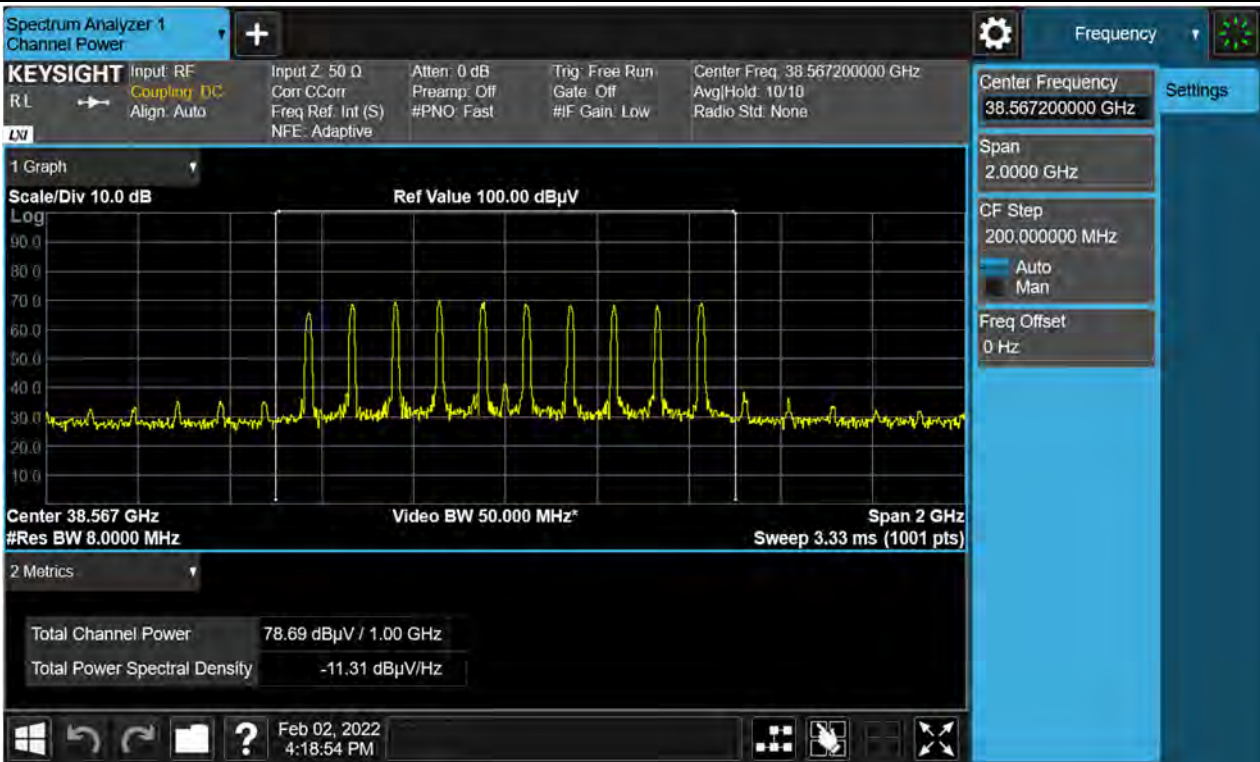 Spectrum Analyzer 1
Channel Power
+
Frequency
KEYSIGHT
RL
LXI
Input: RF
Coupling: DC
Align: Auto
Input Z: 50 Ω
Corr CCorr
Freq Ref: Int (S)
NFE: Adaptive
Atten: 0 dB
Preamp: Off
#PNO: Fast
Trig: Free Run
Gate: Off
#IF Gain: Low
Center Freq: 38.567200000 GHz
Avg|Hold: 10/10
Radio Std: None
Center Frequency
38.567200000 GHz
Settings
Span
2.0000 GHz
CF Step
200.000000 MHz
Auto
Man
Freq Offset
0 Hz
1 Graph
Scale/Div 10.0 dB
Ref Value 100.00 dBµV
Log
90.0
80.0
70.0
60.0
50.0
40.0
30.0
20.0
10.0
Center 38.567 GHz
Video BW 50.000 MHz*
Span 2 GHz
#Res BW 8.0000 MHz
Sweep 3.33 ms (1001 pts)
2 Metrics
Total Channel Power 78.69 dBµV / 1.00 GHz
Total Power Spectral Density -11.31 dBµV/Hz
?
Feb 02, 2022
4:18:54 PM